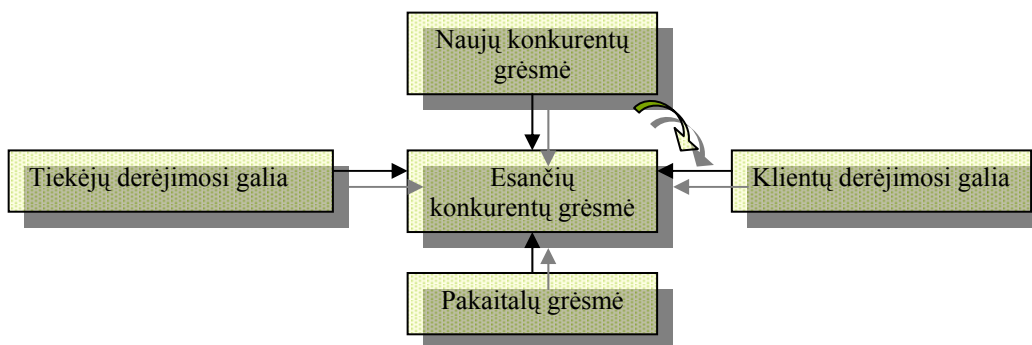 Naujų konkurentų
grėsmė
Tiekėjų derėjimosi galia
Esančių
konkurentų grėsmė
Klientų derėjimosi galia
Pakaitalų grėsmė